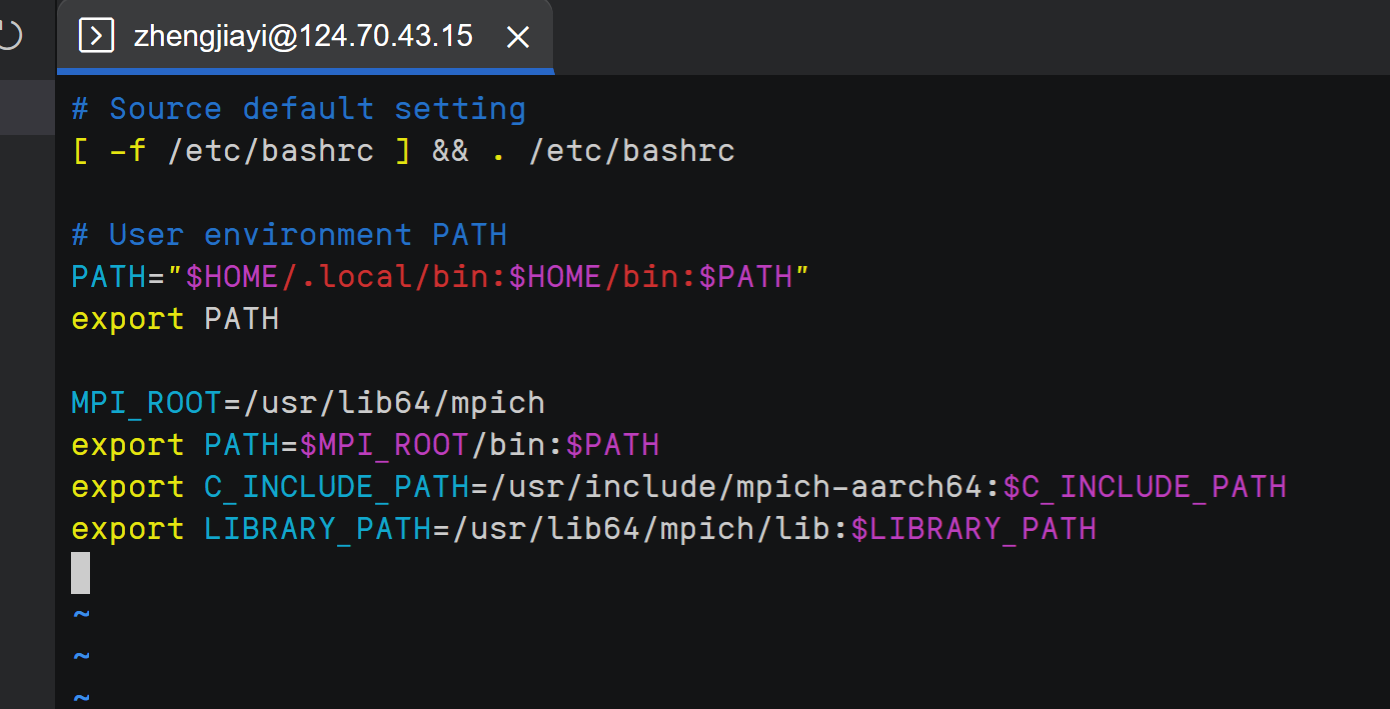 zhengjiayi@124.70.43.15
# Source default setting
[ -f /etc/bashrc ] && . /etc/bashrc
# User environment PATH
PATH="$HOME/.local/bin:$HOME/bin:$PATH"
export PATH
MPI_ROOT=/usr/lib64/mpich
export PATH=$MPI_ROOT/bin:$PATH
export C_INCLUDE_PATH=/usr/include/mpich-aarch64:$C_INCLUDE_PATH
export LIBRARY_PATH=/usr/lib64/mpich/lib:$LIBRARY_PATH
~
~
~